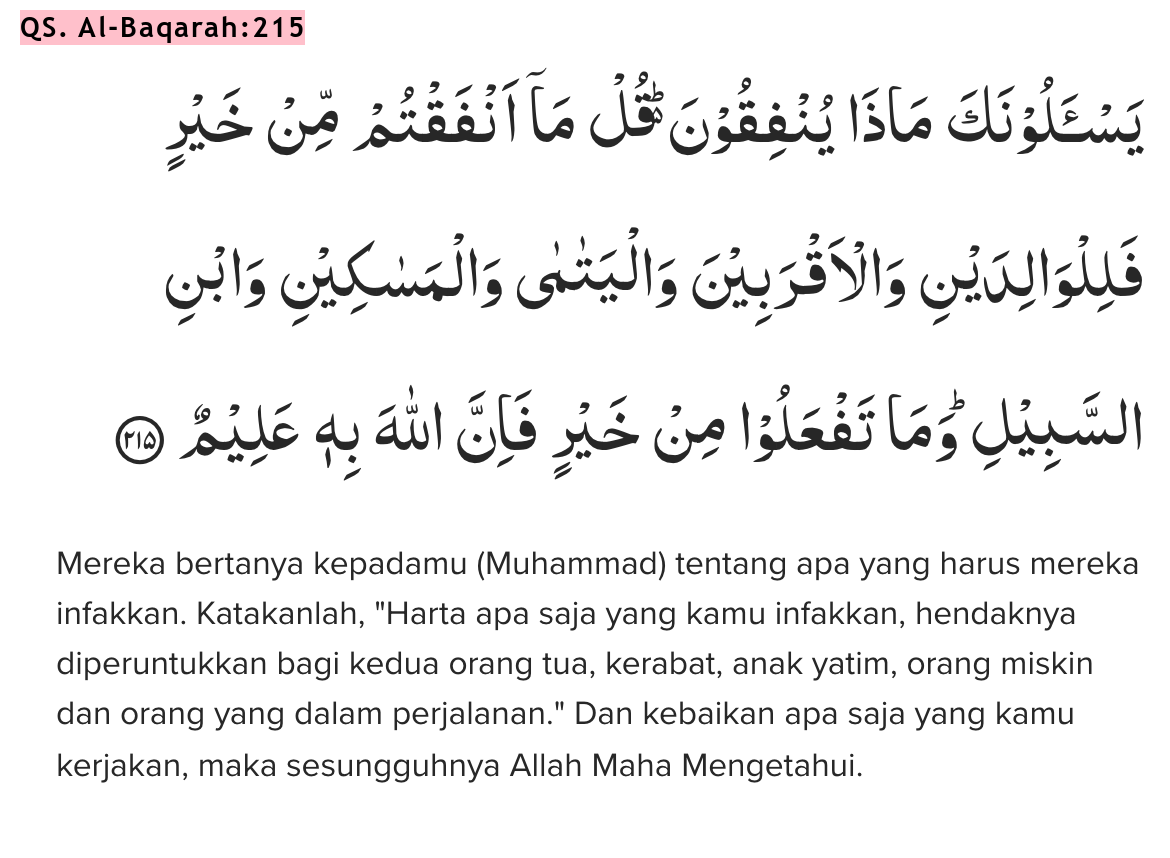 QS. Al-Baqarah:215
يَسْـَٔلُوْنَكَ مَاذَا يُنْفِقُوْنَ ۗ قُلْ مَآ اَنْفَقْتُمْ مِّنْ خَيْرٍ
فَلِلْوَالِدَيْنِ وَالْاَقْرَبِيْنَ وَالْيَتٰمٰى وَالْمَسٰكِيْنِ وَابْنِ
السَّبِيْلِ ۗ وَمَا تَفْعَلُوْا مِنْ خَيْرٍ فَاِنَّ اللّٰهَ بِهٖ عَلِيْمٌ ٢١٥
Mereka bertanya kepadamu (Muhammad) tentang apa yang harus mereka
infakkan. Katakanlah, "Harta apa saja yang kamu infakkan, hendaknya
diperuntukkan bagi kedua orang tua, kerabat, anak yatim, orang miskin
dan orang yang dalam perjalanan." Dan kebaikan apa saja yang kamu
kerjakan, maka sesungguhnya Allah Maha Mengetahui.